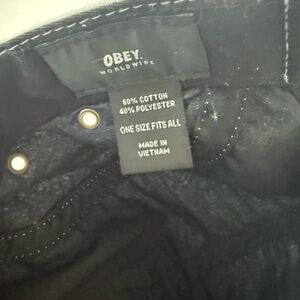 OBEY.
WORLDWIDE
60% COTTON
40% POLYESTER
ONE SIZE FITS ALL
MADE IN
VIETNAM